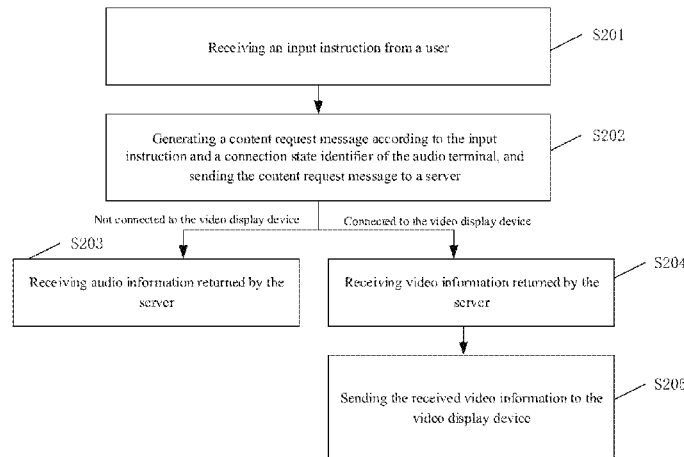 Receiving an input instruction from a user
S201
Generating a content request message according to the input
instruction and a connection state identifier of the audio terminal, and
sending the content request message to a server
S202
Not connected to the video display device
Connected to the video display device
S203
Receiving audio information returned by the
server
Receiving video information returned by the
server
S204
Sending the received video information to the
video display device
S205